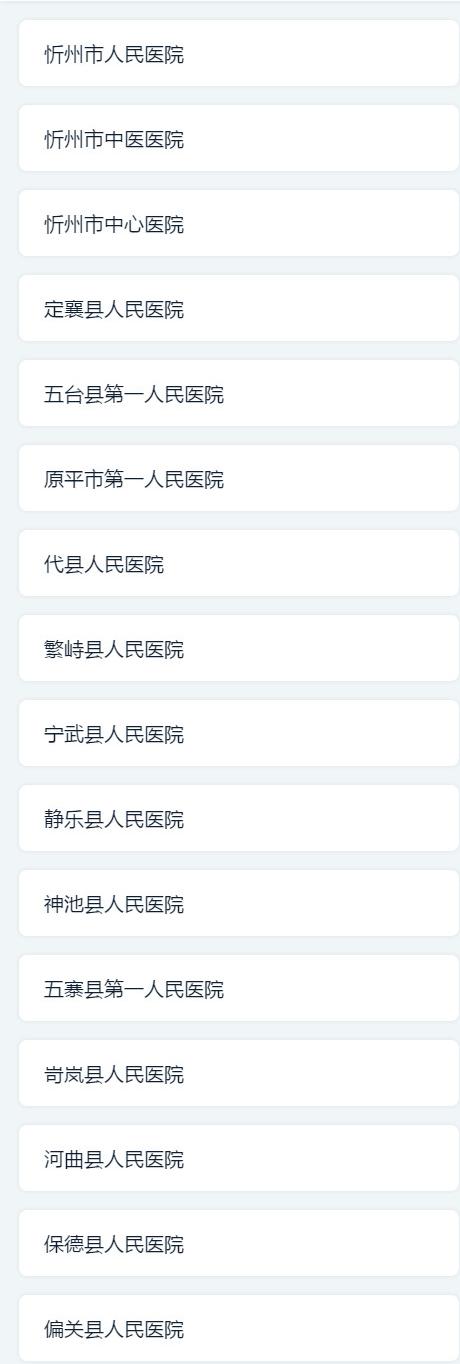 忻州市人民医院
忻州市中医医院
忻州市中心医院
定襄县人民医院
五台县第一人民医院
原平市第一人民医院
代县人民医院
繁峙县人民医院
宁武县人民医院
静乐县人民医院
神池县人民医院
五寨县第一人民医院
岢岚县人民医院
河曲县人民医院
保德县人民医院
偏关县人民医院